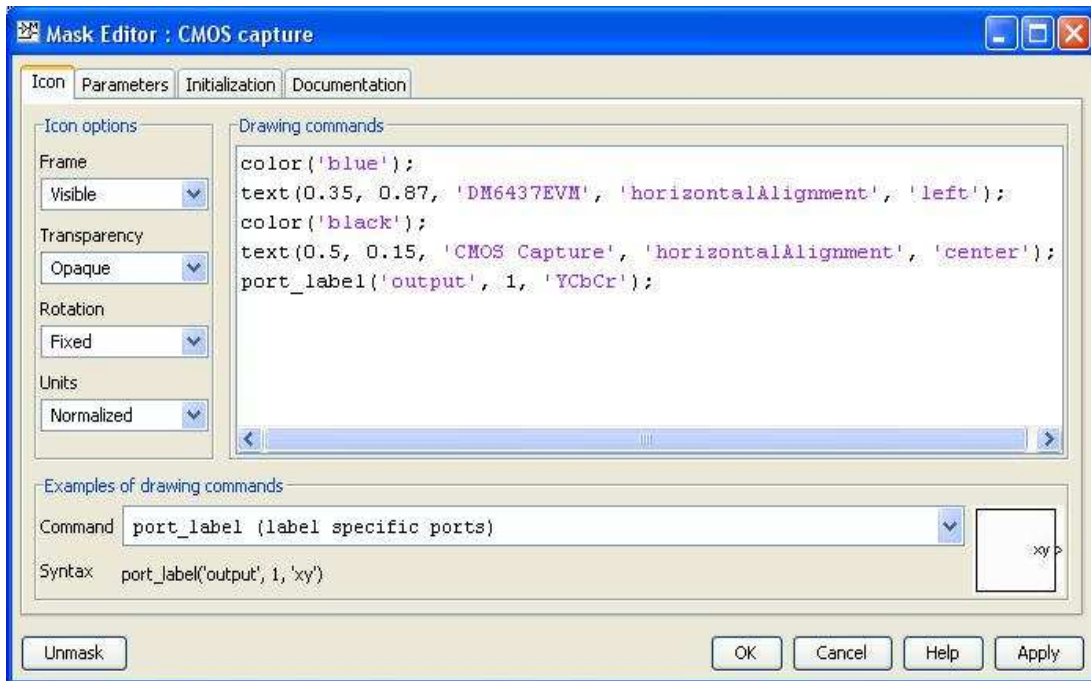 Mask Editor : CMOS capture
Icon Parameters Initialization Documentation
Icon options
Frame
Visible
Transparency
Opaque
Rotation
Fixed
Units
Normalized
Drawing commands
color('blue');
text(0.35, 0.87, 'DM6437EVM', 'horizontalAlignment', 'left');
color('black');
text(0.5, 0.15, 'CMOS Capture', 'horizontalAlignment', 'center');
port_label('output', 1, 'YCbCr');
Examples of drawing commands
Command port_label (label specific ports)
xy
Syntax port_label('output', 1, 'xy')
Unmask OK Cancel Help Apply